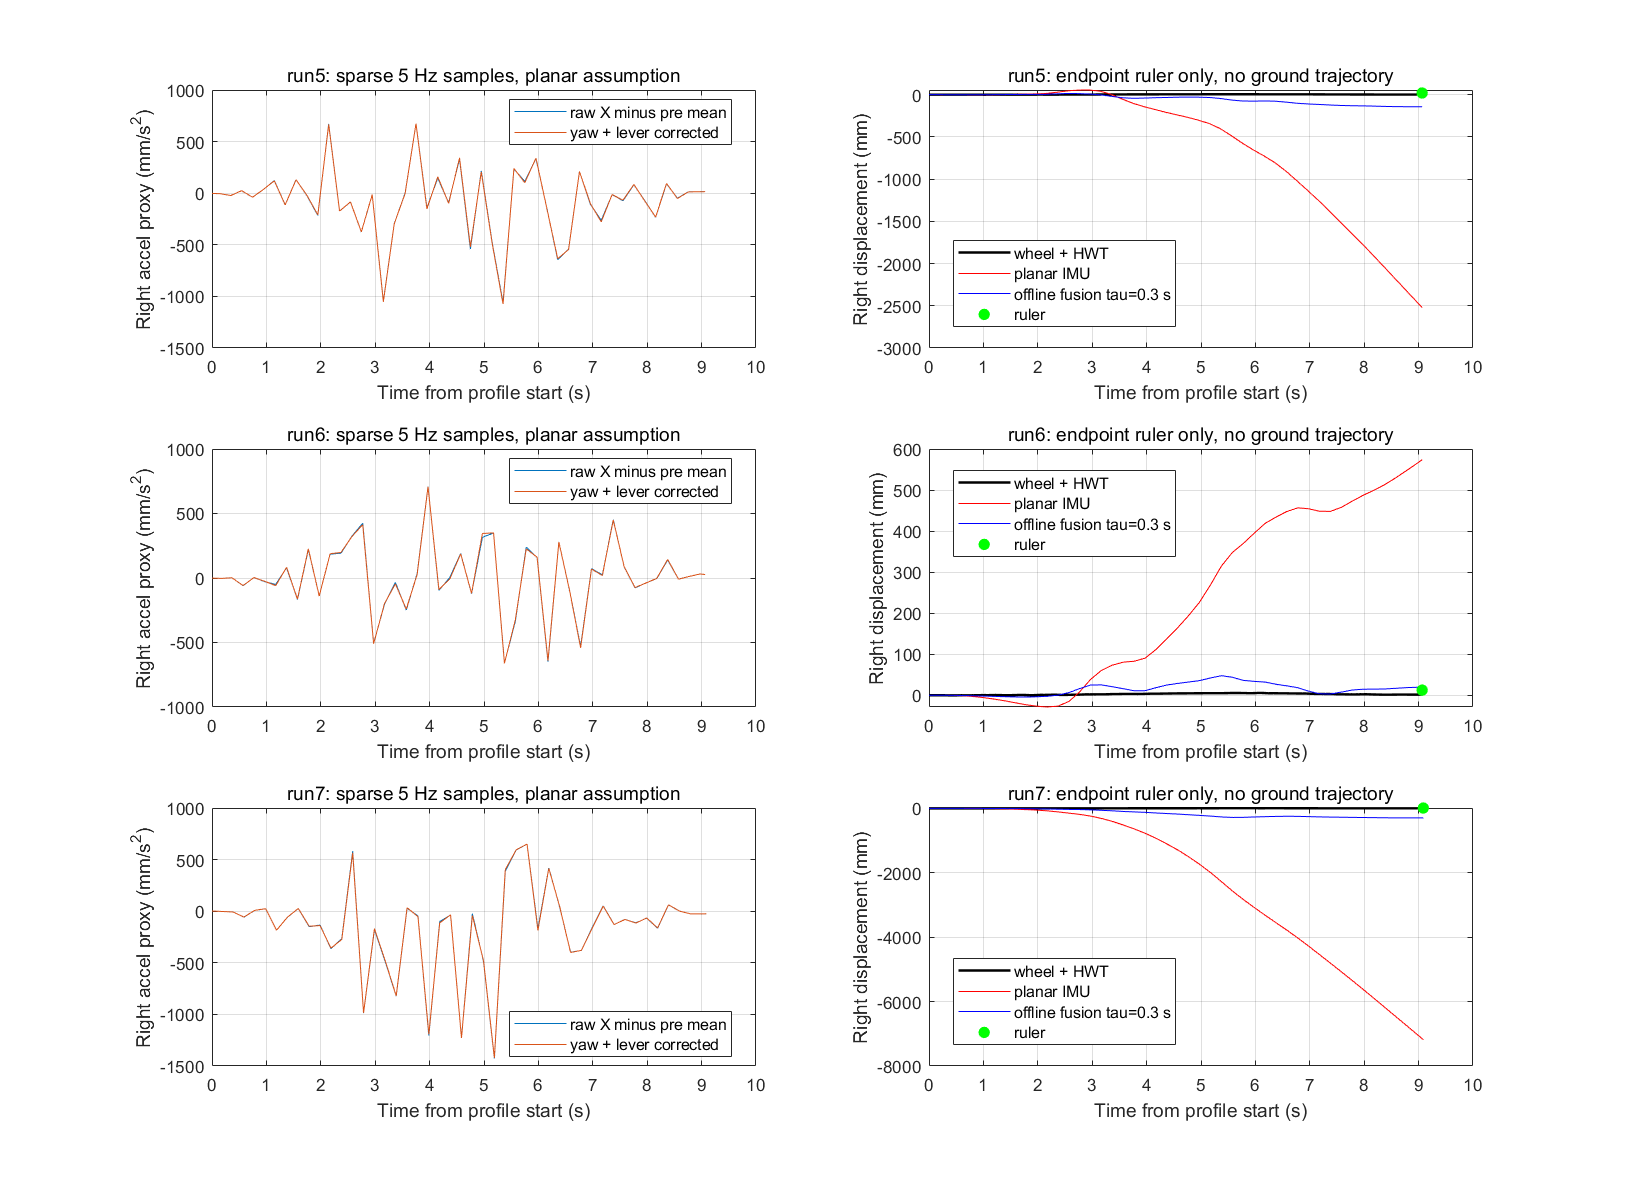 run5: sparse 5 Hz samples, planar assumption
1000
500
0
-500
-1000
-1500
Right accel proxy (mm/s²)
raw X minus pre mean
yaw + lever corrected
0 1 2 3 4 5 6 7 8 9 10
Time from profile start (s)
run5: endpoint ruler only, no ground trajectory
0
-500
-1000
-1500
-2000
-2500
-3000
Right displacement (mm)
wheel + HWT
planar IMU
offline fusion tau=0.3 s
ruler
0 1 2 3 4 5 6 7 8 9 10
Time from profile start (s)
run6: sparse 5 Hz samples, planar assumption
1000
500
0
-500
-1000
Right accel proxy (mm/s²)
raw X minus pre mean
yaw + lever corrected
0 1 2 3 4 5 6 7 8 9 10
Time from profile start (s)
run6: endpoint ruler only, no ground trajectory
600
500
400
300
200
100
0
Right displacement (mm)
wheel + HWT
planar IMU
offline fusion tau=0.3 s
ruler
0 1 2 3 4 5 6 7 8 9 10
Time from profile start (s)
run7: sparse 5 Hz samples, planar assumption
1000
500
0
-500
-1000
-1500
Right accel proxy (mm/s²)
raw X minus pre mean
yaw + lever corrected
0 1 2 3 4 5 6 7 8 9 10
Time from profile start (s)
run7: endpoint ruler only, no ground trajectory
0
-2000
-4000
-6000
-8000
Right displacement (mm)
wheel + HWT
planar IMU
offline fusion tau=0.3 s
ruler
0 1 2 3 4 5 6 7 8 9 10
Time from profile start (s)